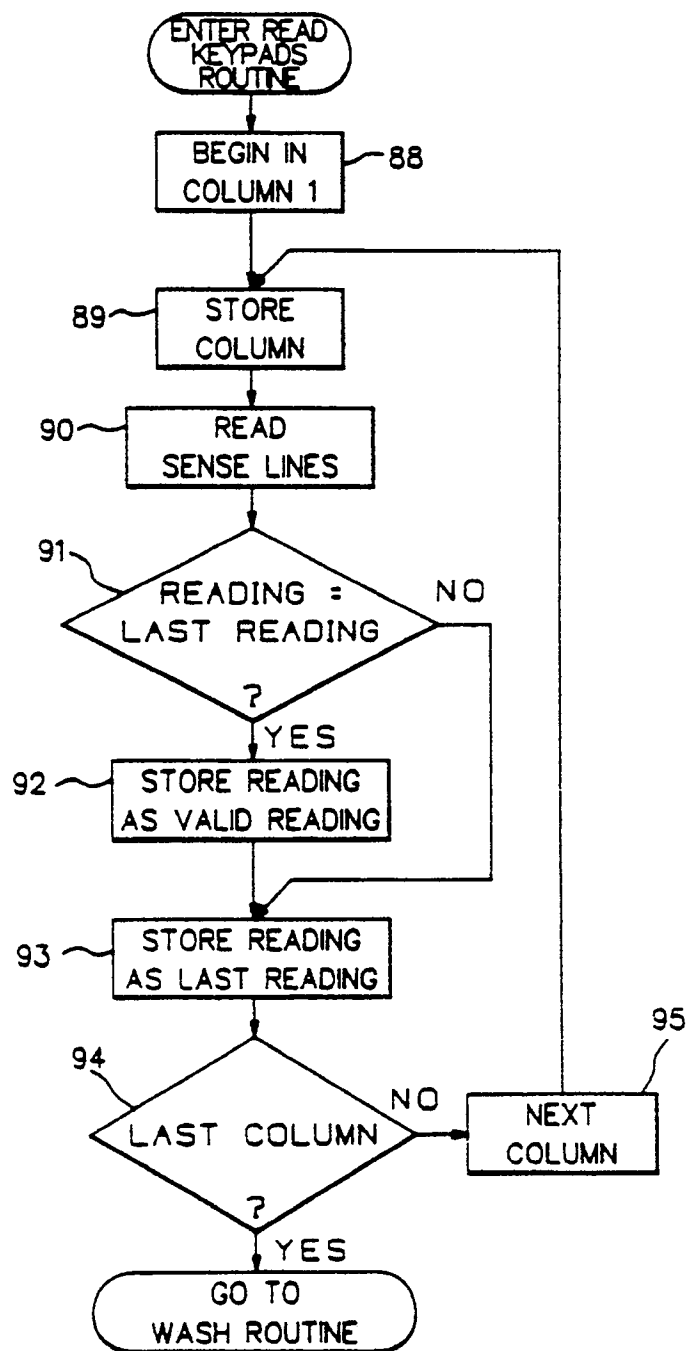 ENTER READ
KEYPADS
ROUTINE
BEGIN IN
COLUMN 1
88
STORE
COLUMN
89
READ
SENSE LINES
90
91
READING =
LAST READING
?
NO
YES
STORE READING
AS VALID READING
92
STORE READING
AS LAST READING
93
94
LAST COLUMN
?
NO
95
NEXT
COLUMN
YES
GO TO
WASH ROUTINE